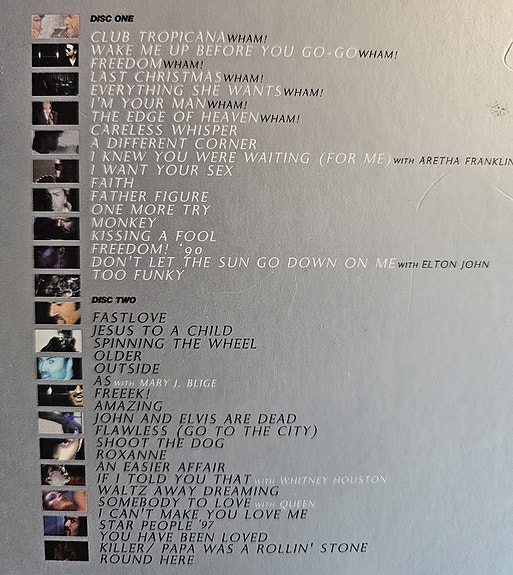 DISC ONE
CLUB TROPICANA WHAM!
WAKE ME UP BEFORE YOU GO-GO WHAM!
FREEDOM WHAM!
LAST CHRISTMAS WHAM!
EVERYTHING SHE WANTS WHAM!
I'M YOUR MAN WHAM!
THE EDGE OF HEAVEN WHAM!
CARELESS WHISPER
A DIFFERENT CORNER
I KNEW YOU WERE WAITING (FOR ME) WITH ARETHA FRANKLIN
I WANT YOUR SEX
FAITH
FATHER FIGURE
ONE MORE TRY
MONKEY
KISSING A FOOL
FREEDOM! '90
DON'T LET THE SUN GO DOWN ON ME WITH ELTON JOHN
TOO FUNKY
DISC TWO
FASTLOVE
JESUS TO A CHILD
SPINNING THE WHEEL
OLDER
OUTSIDE
AS WITH MARY J. BLIGE
FREEEK!
AMAZING
JOHN AND ELVIS ARE DEAD
FLAWLESS (GO TO THE CITY)
SHOOT THE DOG
ROXANNE
AN EASIER AFFAIR
IF I TOLD YOU THAT WITH WHITNEY HOUSTON
WALTZ AWAY DREAMING
SOMEBODY TO LOVE WITH QUEEN
I CAN'T MAKE YOU LOVE ME
STAR PEOPLE '97
YOU HAVE BEEN LOVED
KILLER/ PAPA WAS A ROLLIN' STONE
ROUND HERE